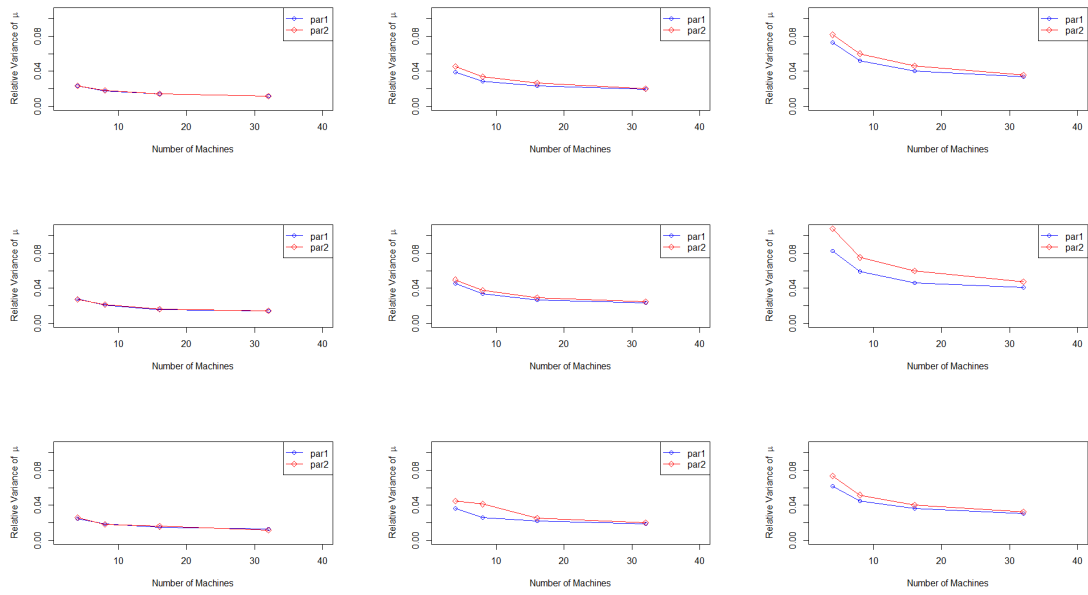 Relative Variance of μ
0.00 0.04 0.08
par1
par2
10 20 30 40
Number of Machines
Relative Variance of μ
0.00 0.04 0.08
par1
par2
10 20 30 40
Number of Machines
Relative Variance of μ
0.00 0.04 0.08
par1
par2
10 20 30 40
Number of Machines
Relative Variance of μ
0.00 0.04 0.08
par1
par2
10 20 30 40
Number of Machines
Relative Variance of μ
0.00 0.04 0.08
par1
par2
10 20 30 40
Number of Machines
Relative Variance of μ
0.00 0.04 0.08
par1
par2
10 20 30 40
Number of Machines
Relative Variance of μ
0.00 0.04 0.08
par1
par2
10 20 30 40
Number of Machines
Relative Variance of μ
0.00 0.04 0.08
par1
par2
10 20 30 40
Number of Machines
Relative Variance of μ
0.00 0.04 0.08
par1
par2
10 20 30 40
Number of Machines